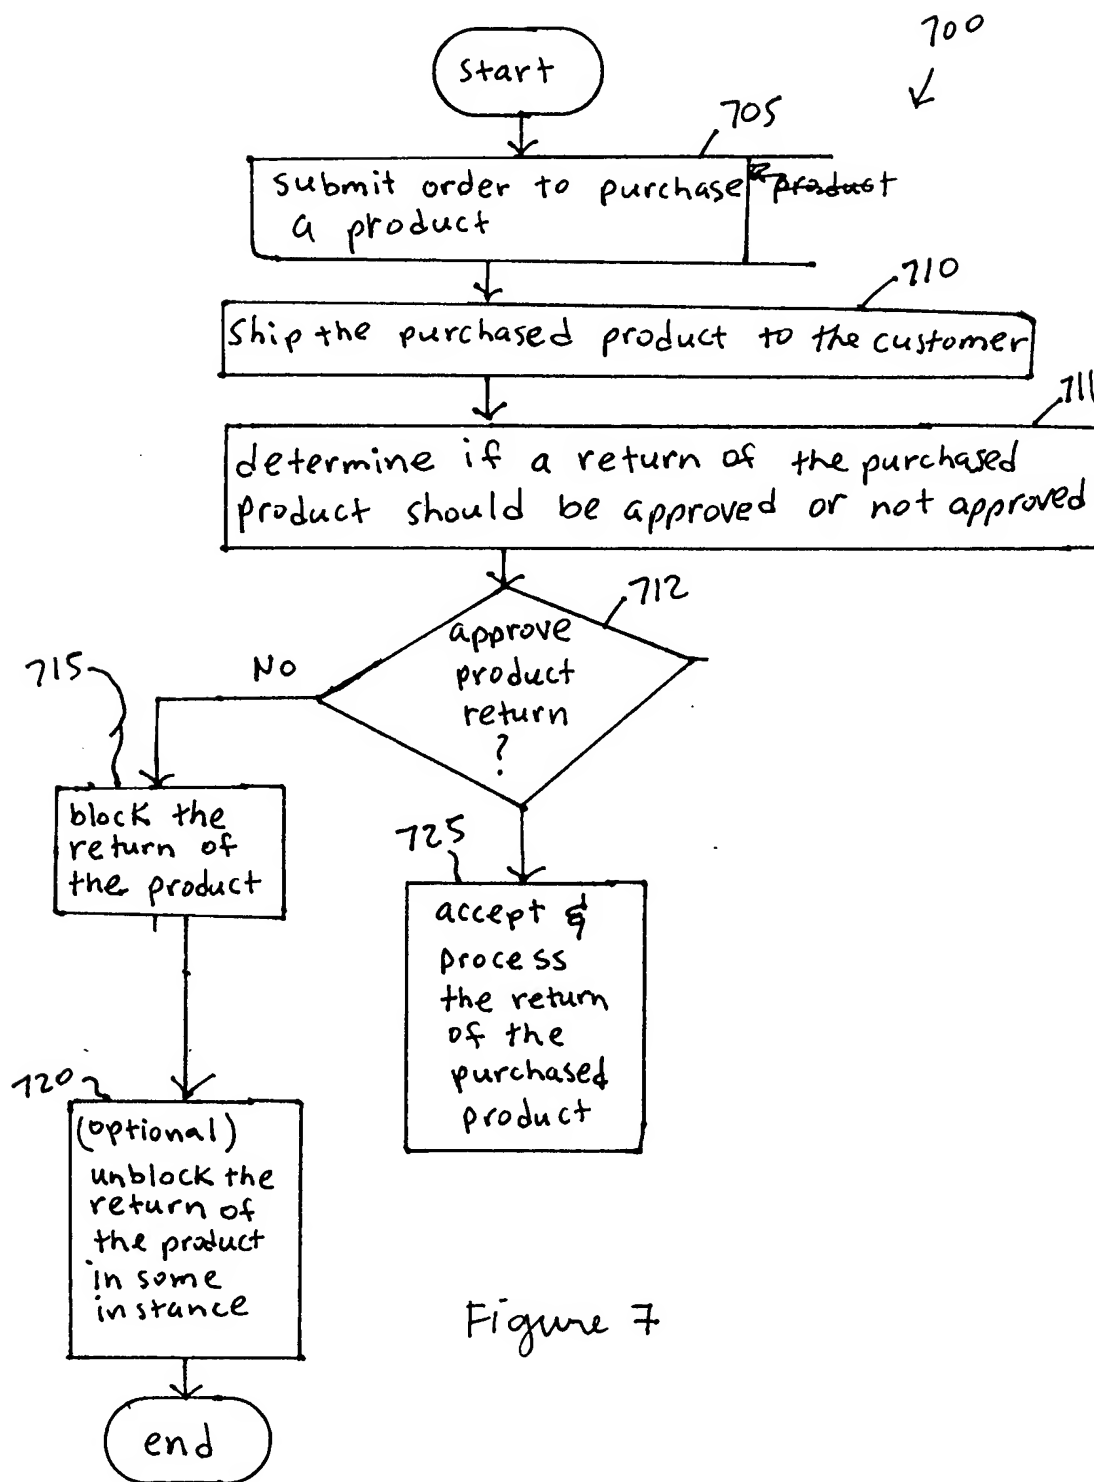 700
start
705
submit order to purchase product
a product
710
Ship the purchased product to the customer
711
determine if a return of the purchased
product should be approved or not approved
712
approve
product
return
?
No
715
block the
return of
the product
725
accept &
process
the return
of the
purchased
product
720
(optional)
unblock the
return of
the product
in some
instance
end
Figure 7